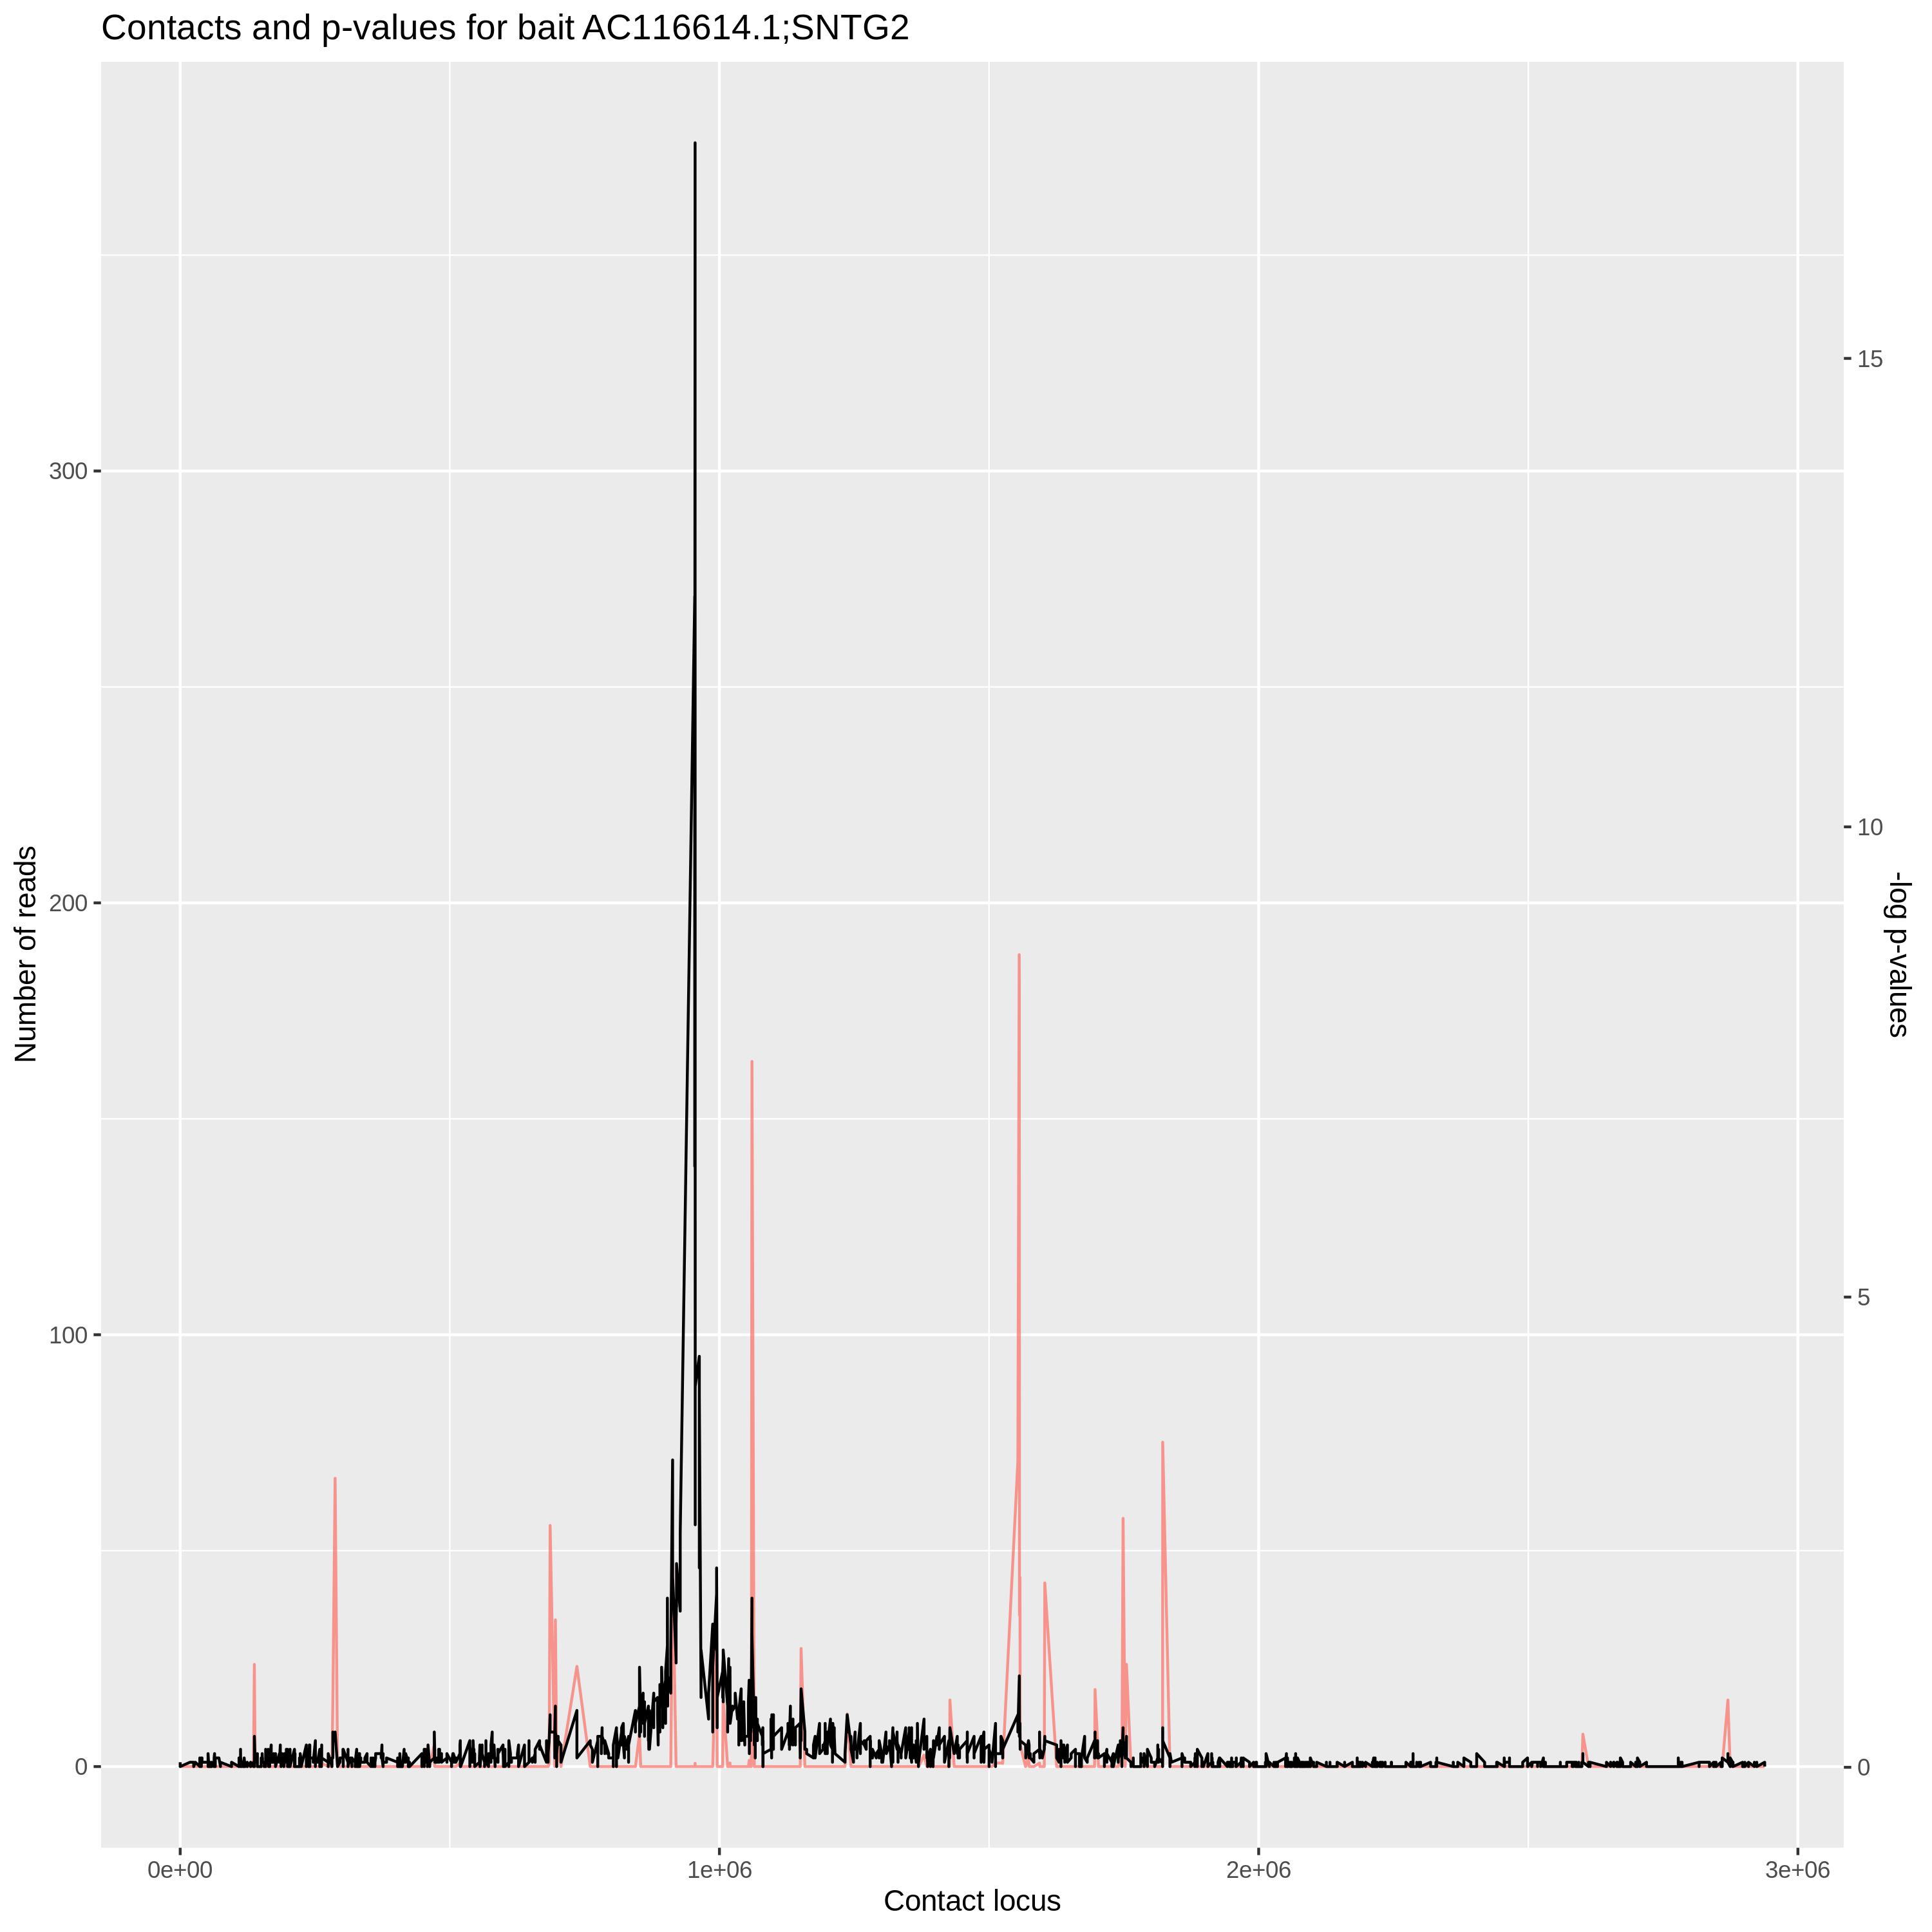 Contacts and p-values for bait AC116614.1;SNTG2
Number of reads
300
200
100
0
15
10
5
0
-log p-values
0e+00
1e+06
2e+06
3e+06
Contact locus